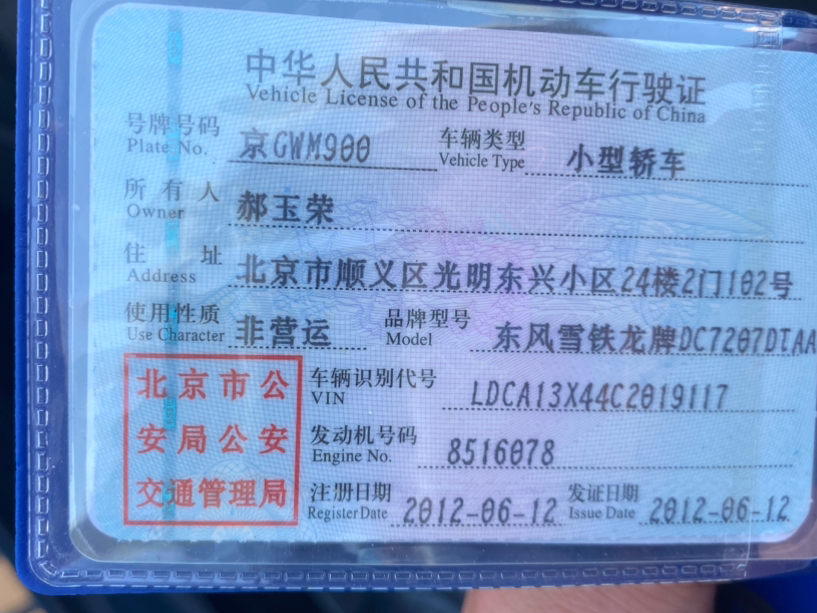 中华人民共和国机动车行驶证
Vehicle License of the People's Republic of China
号牌号码 京GWM900 车辆类型 小型轿车
Plate No. Vehicle Type
所有人 郝玉荣
Owner
住址 北京市顺义区光明东兴小区24楼2门102号
Address
使用性质 非营运 品牌型号 东风雪铁龙牌DC7207DTAA
Use Character Model
北京市公
安局公安
交通管理局
车辆识别代号 LDCA13X44C2019117
VIN
发动机号码 8516078
Engine No.
注册日期 2012-06-12 发证日期 2012-06-12
Register Date Issue Date